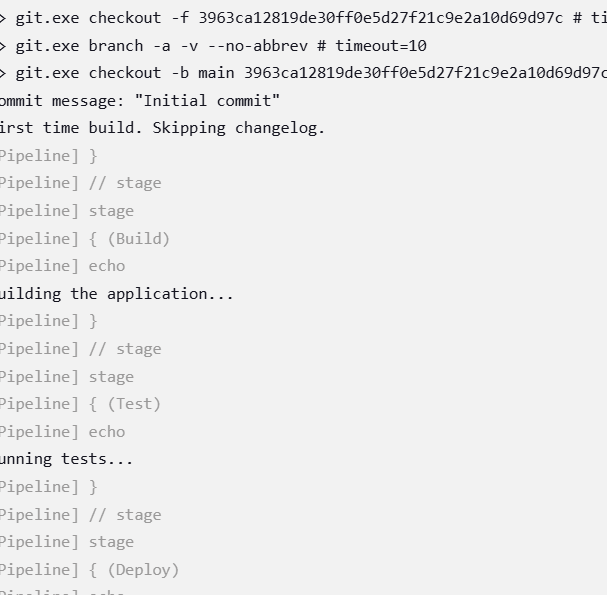 > git.exe checkout -f 3963ca12819de30ff0e5d27f21c9e2a10d69d97c # ti
> git.exe branch -a -v --no-abbrev # timeout=10
> git.exe checkout -b main 3963ca12819de30ff0e5d27f21c9e2a10d69d97c
ommit message: "Initial commit"
irst time build. Skipping changelog.
Pipeline] }
Pipeline] // stage
Pipeline] stage
Pipeline] { (Build)
Pipeline] echo
uilding the application...
Pipeline] }
Pipeline] // stage
Pipeline] stage
Pipeline] { (Test)
Pipeline] echo
unning tests...
Pipeline] }
Pipeline] // stage
Pipeline] stage
Pipeline] { (Deploy)
Pipeline] echo